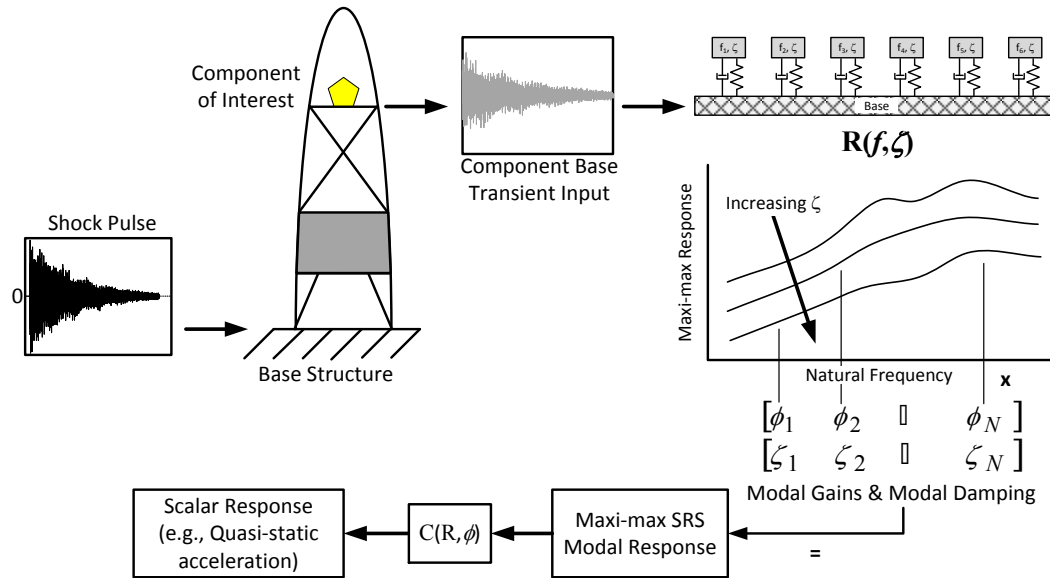 Shock Pulse
0
Base Structure
Component
of Interest
Component Base
Transient Input
f1, ζ f2, ζ f3, ζ f4, ζ f5, ζ f6, ζ
Base
R(f,ζ)
Maxi-max Response
Increasing ζ
Natural Frequency
x
[ϕ1 ϕ2 ▯ ϕN]
[ζ1 ζ2 ▯ ζN]
Modal Gains & Modal Damping
=
Maxi-max SRS
Modal Response
C(R,ϕ)
Scalar Response
(e.g., Quasi-static
acceleration)